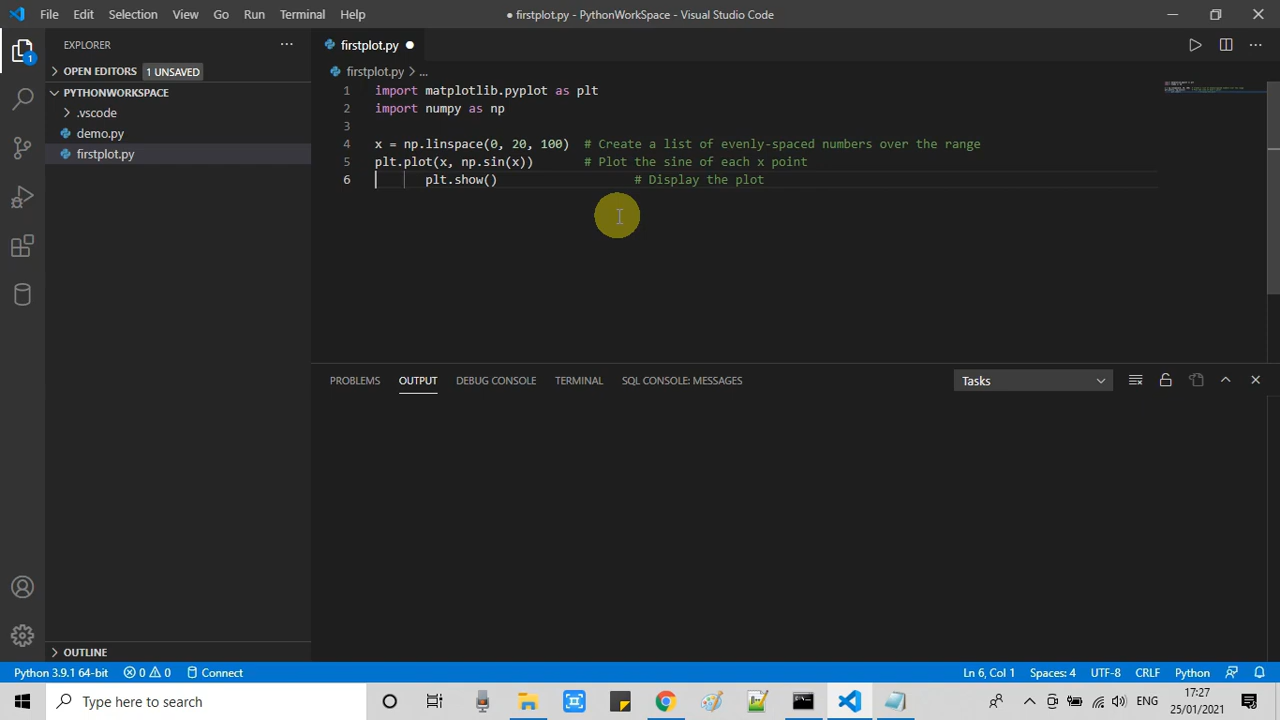 File Edit Selection View Go Run Terminal Help
● firstplot.py - PythonWorkSpace - Visual Studio Code
1
EXPLORER ...
OPEN EDITORS 1 UNSAVED
PYTHONWORKSPACE
.vscode
demo.py
firstplot.py
OUTLINE
firstplot.py ●
firstplot.py > ...
1 import matplotlib.pyplot as plt
2 import numpy as np
3
4 x = np.linspace(0, 20, 100)  # Create a list of evenly-spaced numbers over the range
5 plt.plot(x, np.sin(x))       # Plot the sine of each x point
6        plt.show()                   # Display the plot
PROBLEMS OUTPUT DEBUG CONSOLE TERMINAL SQL CONSOLE: MESSAGES Tasks
Python 3.9.1 64-bit 0 0 Connect Ln 6, Col 1 Spaces: 4 UTF-8 CRLF Python
Type here to search ENG 17:27
25/01/2021